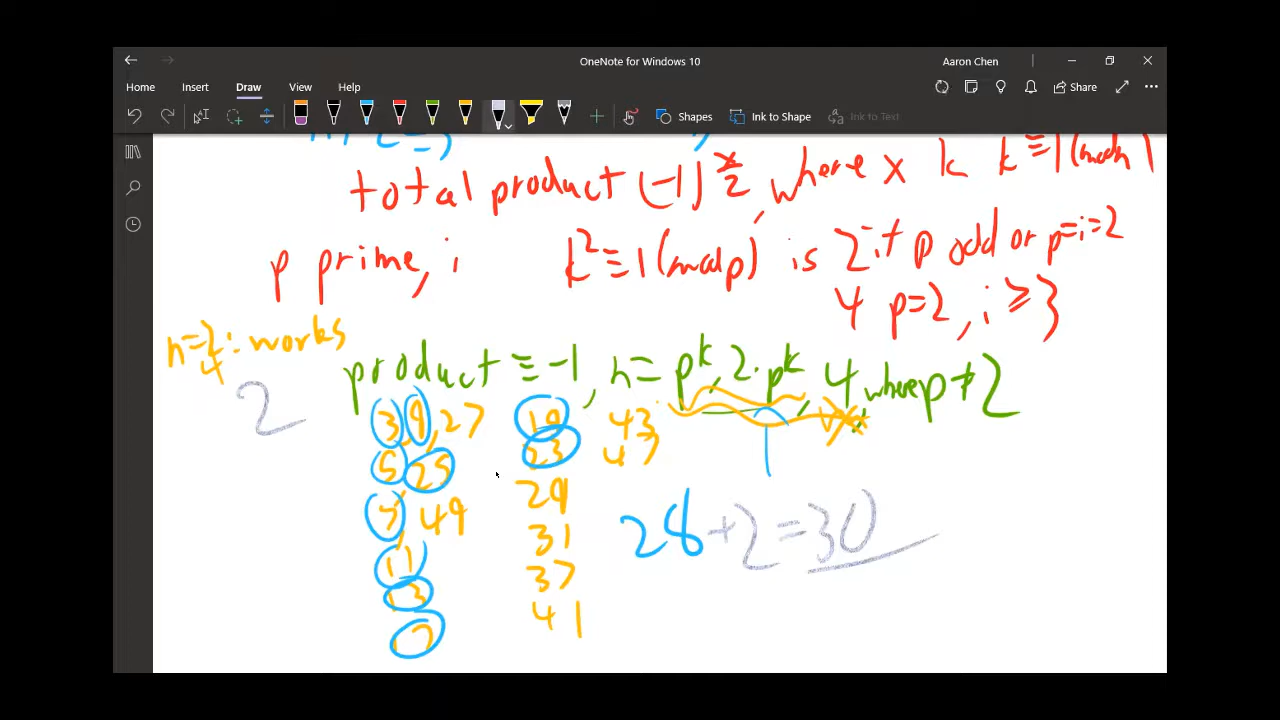 OneNote for Windows 10
Aaron Chen
Home Insert Draw View Help
Share
Shapes Ink to Shape Ink to Text
total product (-1)^x/2, where x k k ≡ 1 (mod n)
p prime, i k² ≡ 1 (mod p) is 2 if p odd or p=i=2
4 p=2, i ≥ 3
n=2: works
4
product ≡ -1, n = p^k, 2·p^k, 4 where p≠2
2
3, 9, 27 19 43
5 25 23 47
7, 49 29
28+2=30
11 31
13 37
17 41